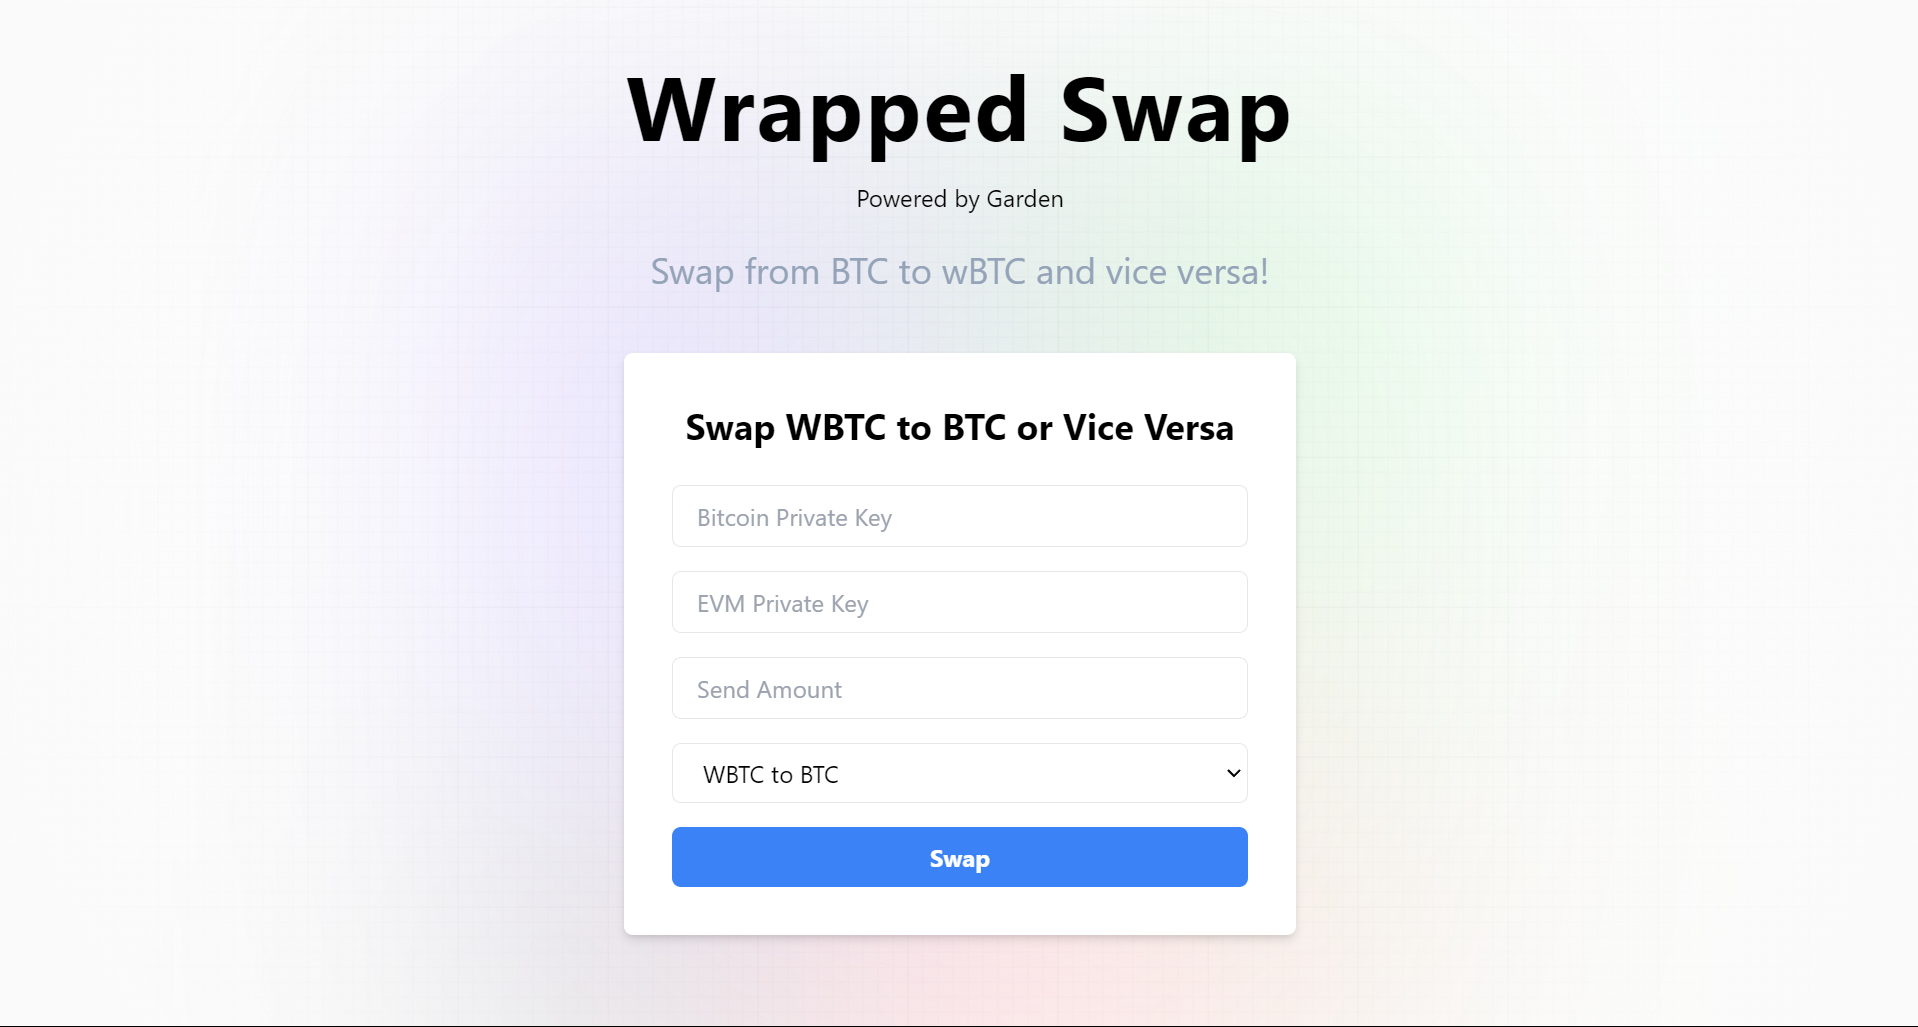 Wrapped Swap
Powered by Garden
Swap from BTC to wBTC and vice versa!
Swap WBTC to BTC or Vice Versa
Bitcoin Private Key
EVM Private Key
Send Amount
WBTC to BTC
Swap